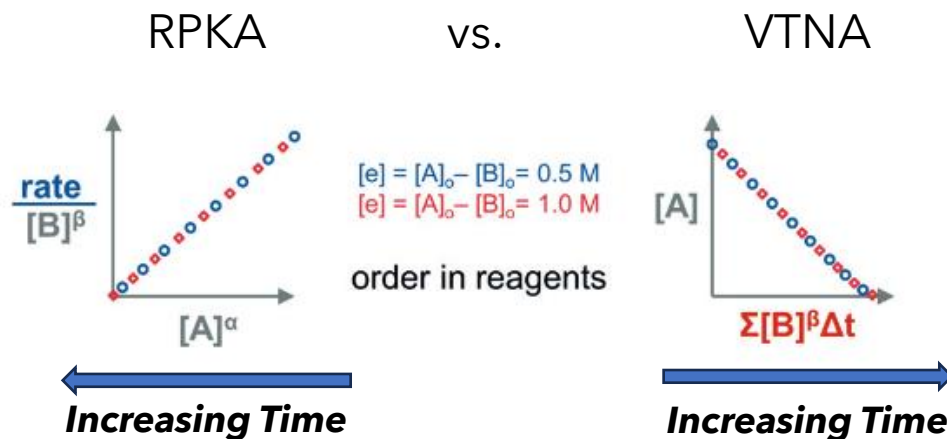 RPKA vs. VTNA
rate
[B]ᵝ
[A]ᵅ
[e] = [A]ₒ– [B]ₒ= 0.5 M
[e] = [A]ₒ– [B]ₒ= 1.0 M
order in reagents
[A]
Σ[B]ᵝΔt
Increasing Time
Increasing Time